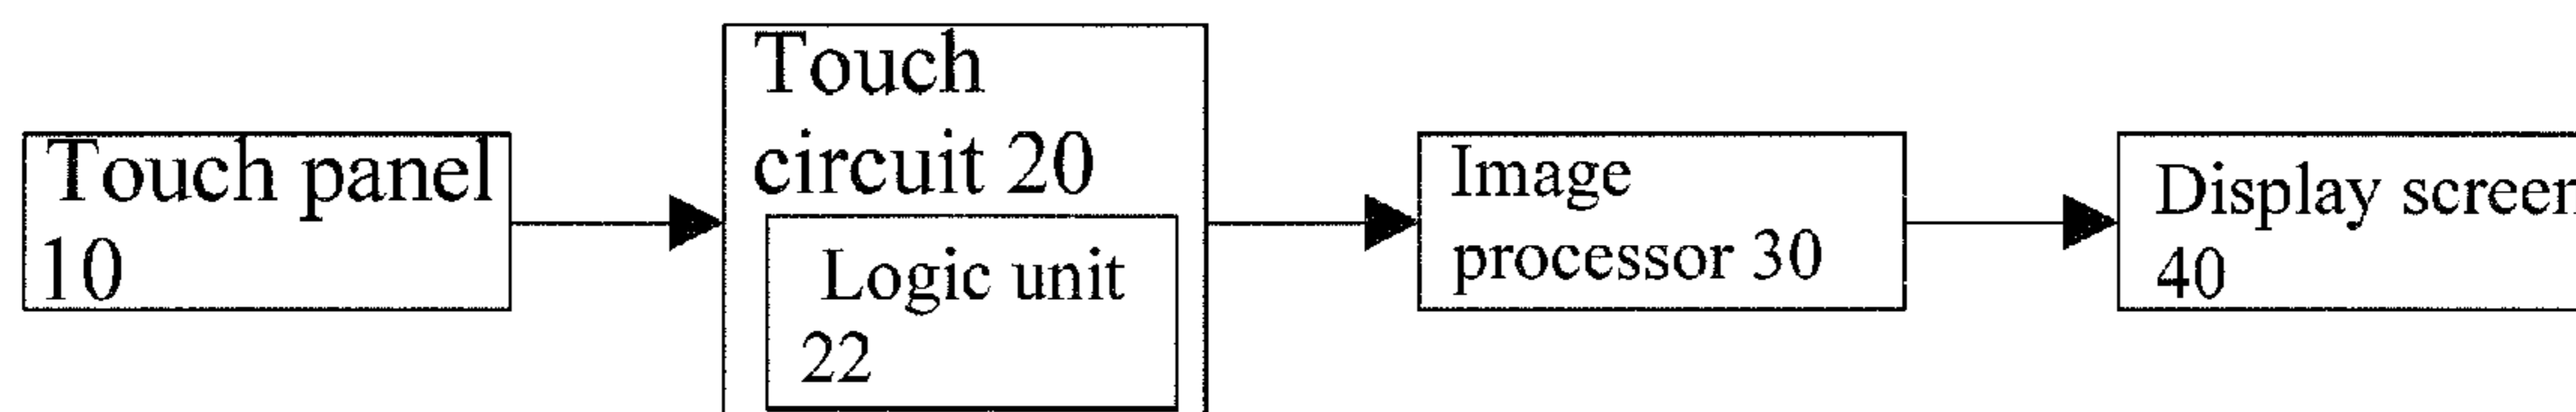 Touch panel
10
Touch
circuit 20
Logic unit
22
Image
processor 30
Display screen
40